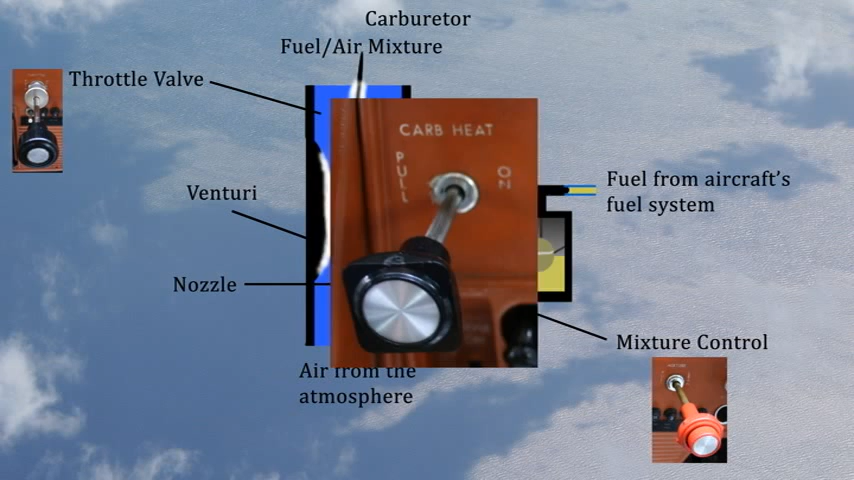 Carburetor
Fuel/Air Mixture
Throttle Valve
CARB HEAT
PULL
ON
Fuel from aircraft's
fuel system
Venturi
Nozzle
Mixture Control
Air from the
atmosphere